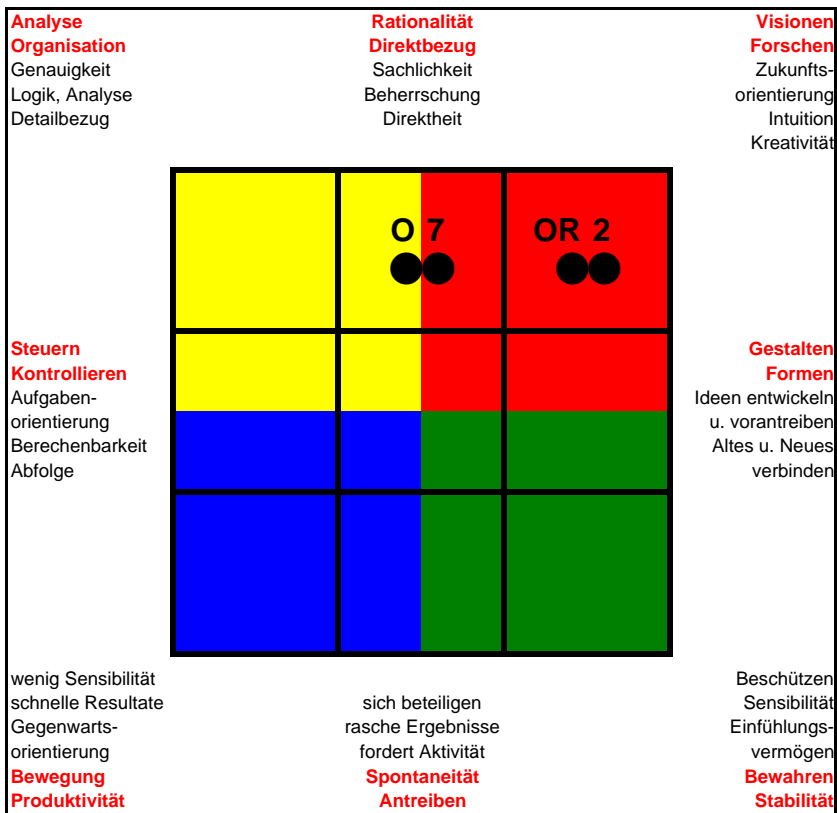 Analyse
Organisation
Genauigkeit
Logik, Analyse
Detailbezug
Rationalität
Direktbezug
Sachlichkeit
Beherrschung
Direktheit
Visionen
Forschen
Zukunfts-
orientierung
Intuition
Kreativität
O 7
OR 2
Steuern
Kontrollieren
Aufgaben-
orientierung
Berechenbarkeit
Abfolge
Gestalten
Formen
Ideen entwickeln
u. vorantreiben
Altes u. Neues
verbinden
wenig Sensibilität
schnelle Resultate
Gegenwarts-
orientierung
Bewegung
Produktivität
sich beteiligen
rasche Ergebnisse
fordert Aktivität
Spontaneität
Antreiben
Beschützen
Sensibilität
Einfühlungs-
vermögen
Bewahren
Stabilität